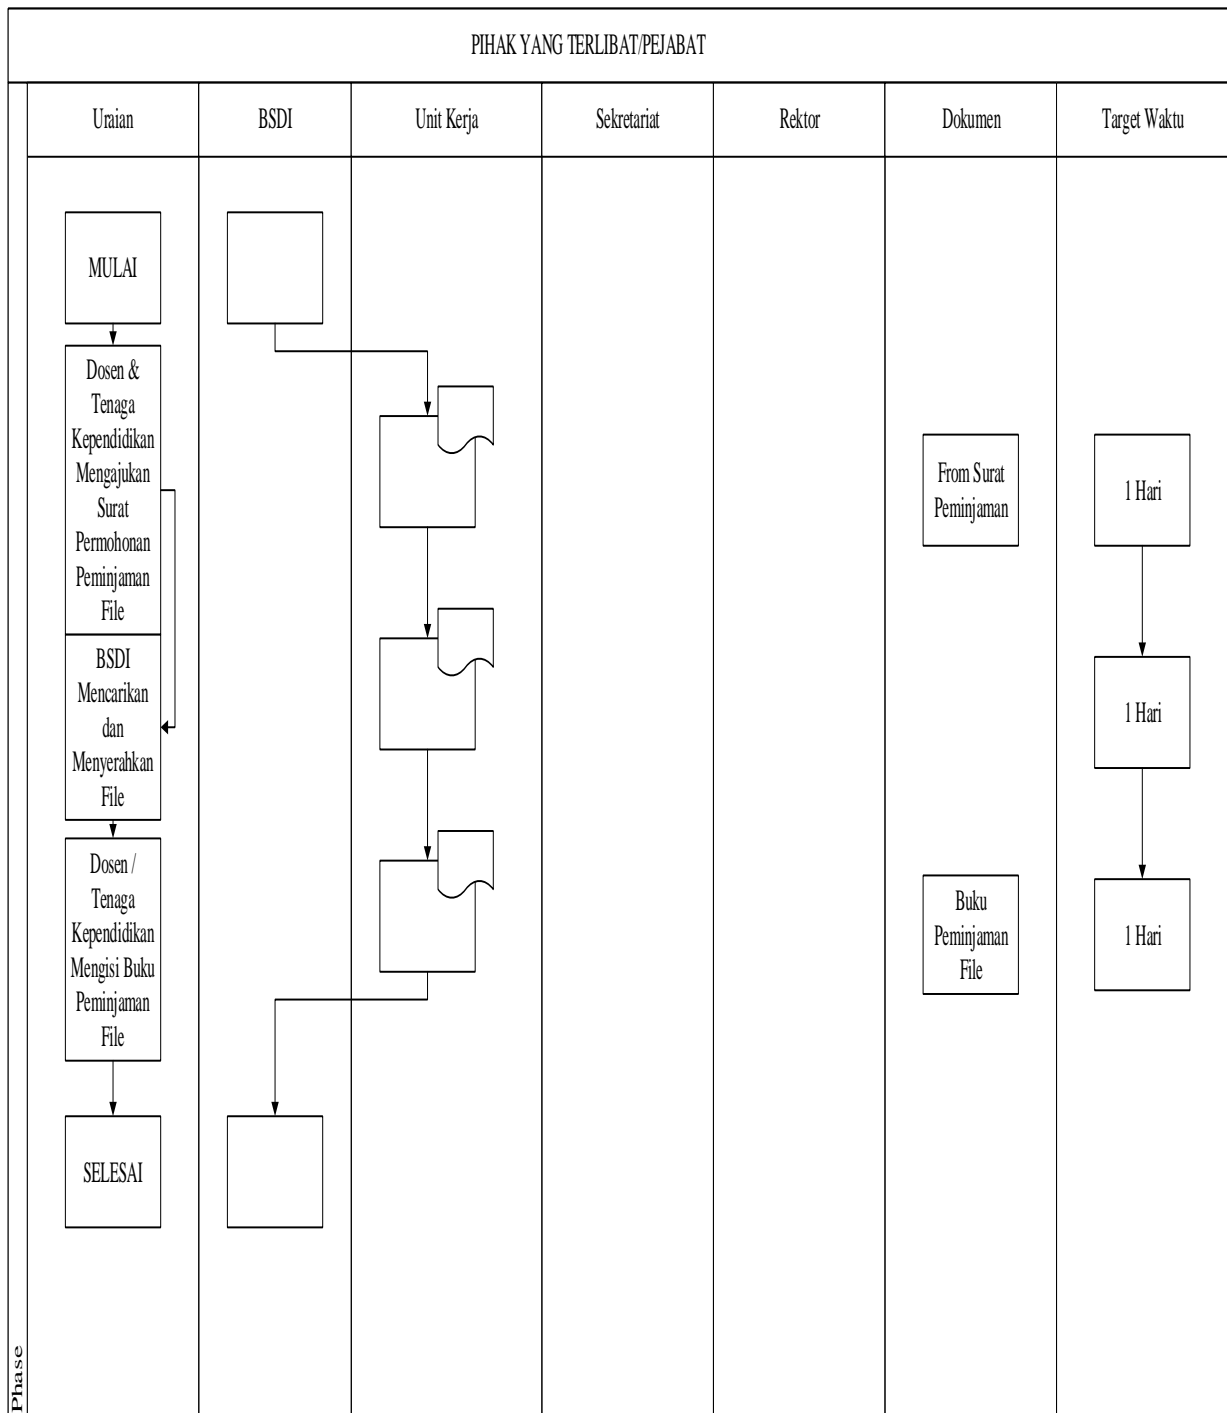 PIHAK YANG TERLIBAT/PEJABAT
Uraian
BSDI
Unit Kerja
Sekretariat
Rektor
Dokumen
Target Waktu
MULAI
Dosen &
Tenaga
Kependidikan
Mengajukan
Surat
Permohonan
Peminjaman
File
From Surat
Peminjaman
1 Hari
BSDI
Mencarikan
dan
Menyerahkan
File
1 Hari
Dosen /
Tenaga
Kependidikan
Mengisi Buku
Peminjaman
File
Buku
Peminjaman
File
1 Hari
SELESAI
Phase